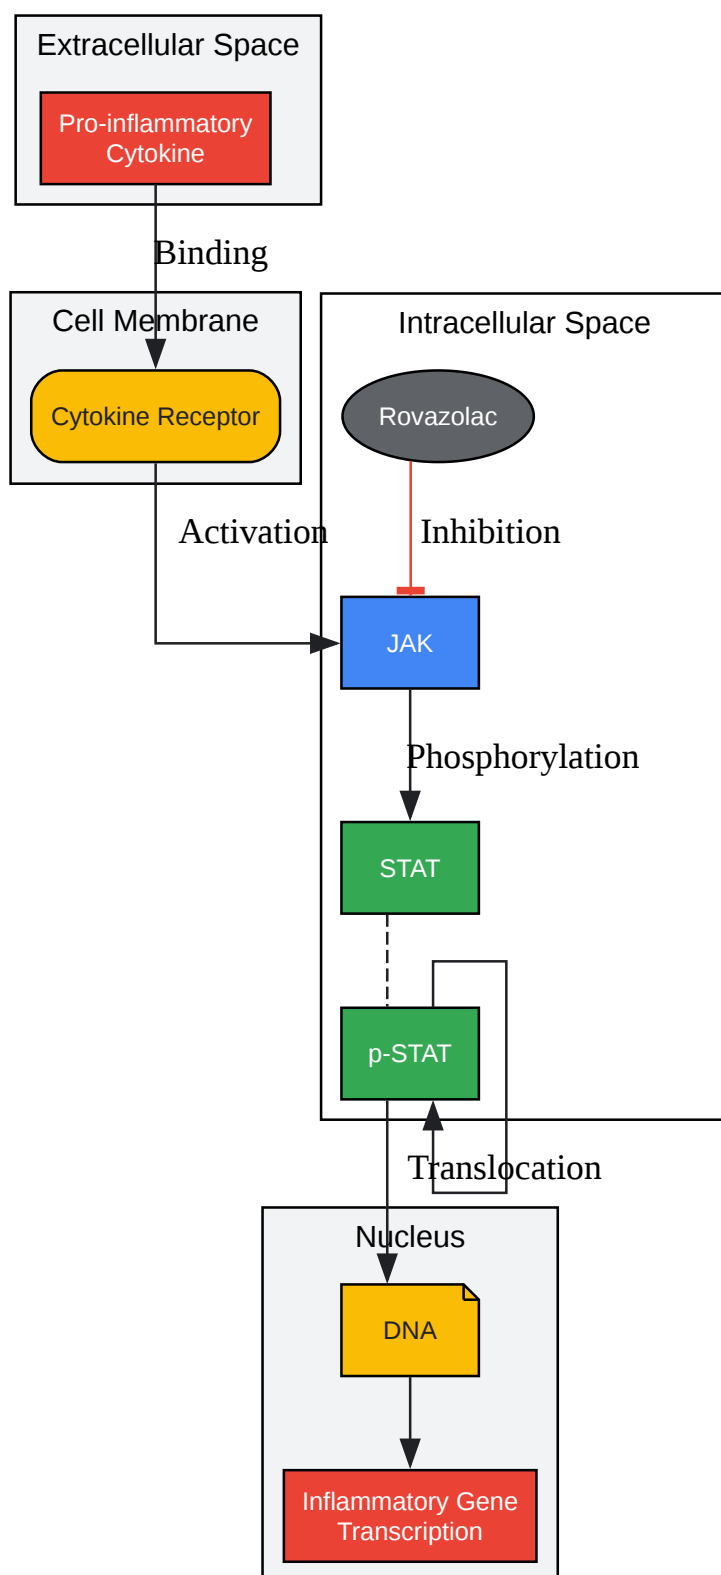 Extracellular Space
Pro-inflammatory
Cytokine
Binding
Cell Membrane
Intracellular Space
Cytokine Receptor
Rovazolac
Activation
Inhibition
JAK
Phosphorylation
STAT
p-STAT
Translocation
Nucleus
DNA
Inflammatory Gene
Transcription